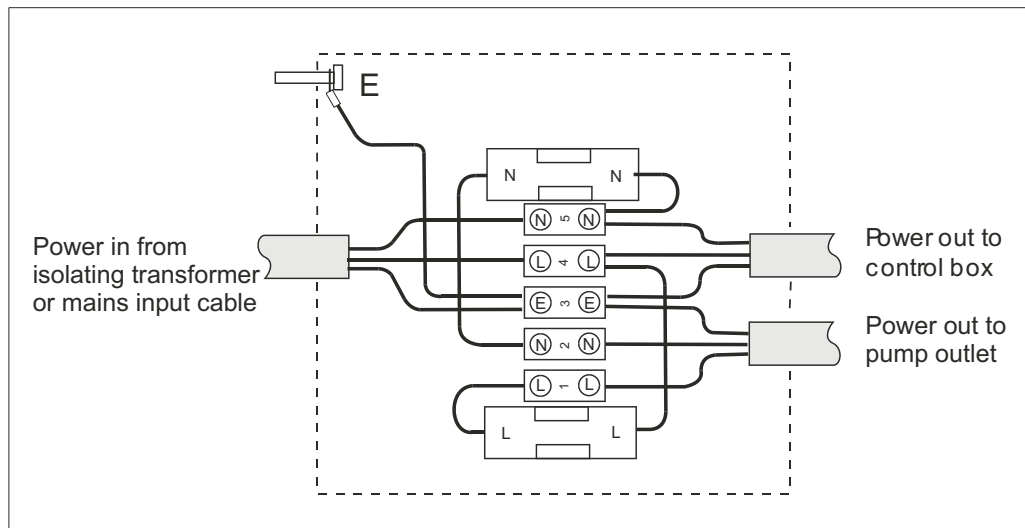 E
N N
N 5 N
Power in from
isolating transformer
or mains input cable
L 4 L
Power out to
control box
E 3 E
N 2 N
Power out to
pump outlet
L 1 L
L L